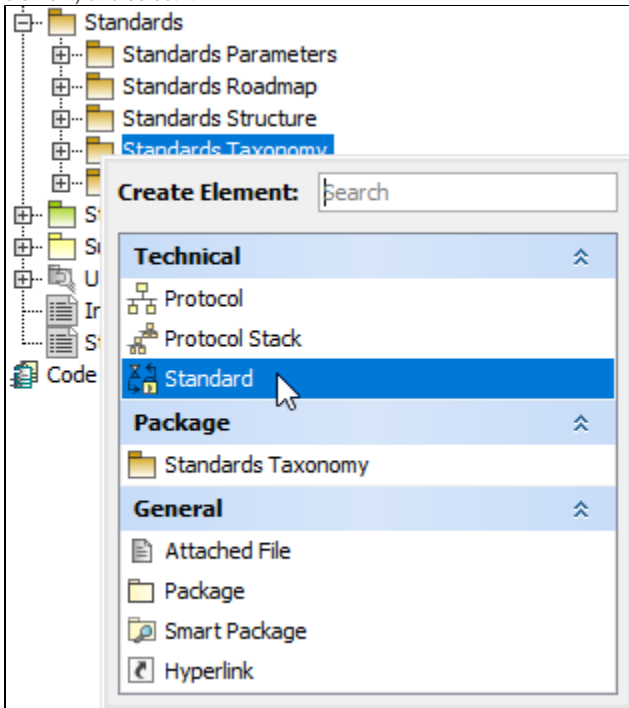 Standards
Standards Parameters
Standards Roadmap
Standards Structure
Standards Taxonomy
Create Element: Search
Technical
Protocol
Protocol Stack
Standard
Code
Package
Standards Taxonomy
General
Attached File
Package
Smart Package
Hyperlink